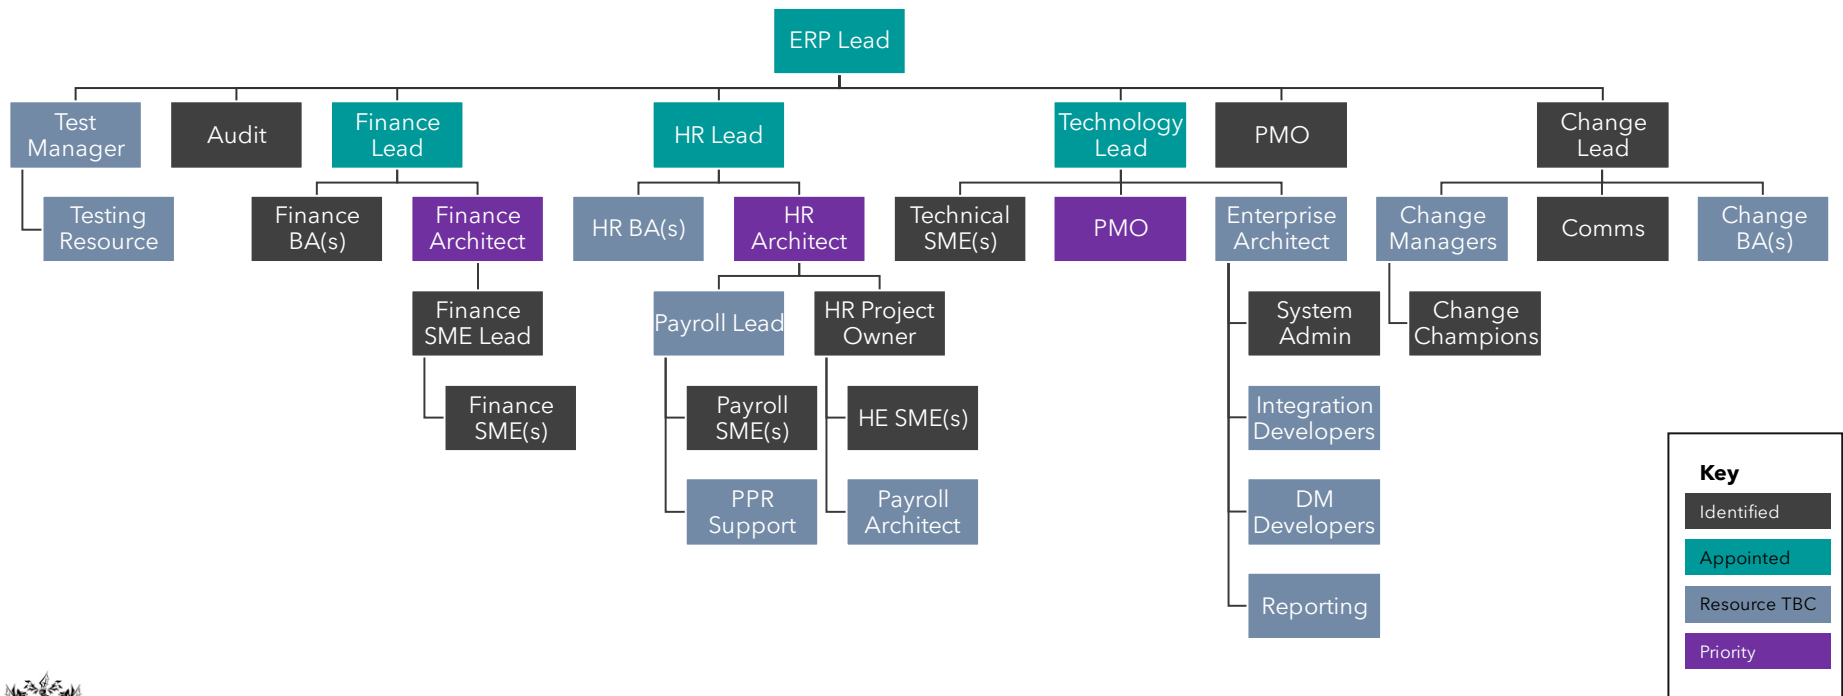 ERP Lead
Test
Manager
Audit
Finance
Lead
HR Lead
Technology
Lead
PMO
Change
Lead
Testing
Resource
Finance
BA(s)
Finance
Architect
HR BA(s)
HR
Architect
Technical
SME(s)
PMO
Enterprise
Architect
Change
Managers
Comms
Change
BA(s)
Finance
SME Lead
Payroll Lead
HR Project
Owner
System
Admin
Change
Champions
Finance
SME(s)
Payroll
SME(s)
HE SME(s)
Integration
Developers
PPR
Support
Payroll
Architect
DM
Developers
Reporting
Key
Identified
Appointed
Resource TBC
Priority